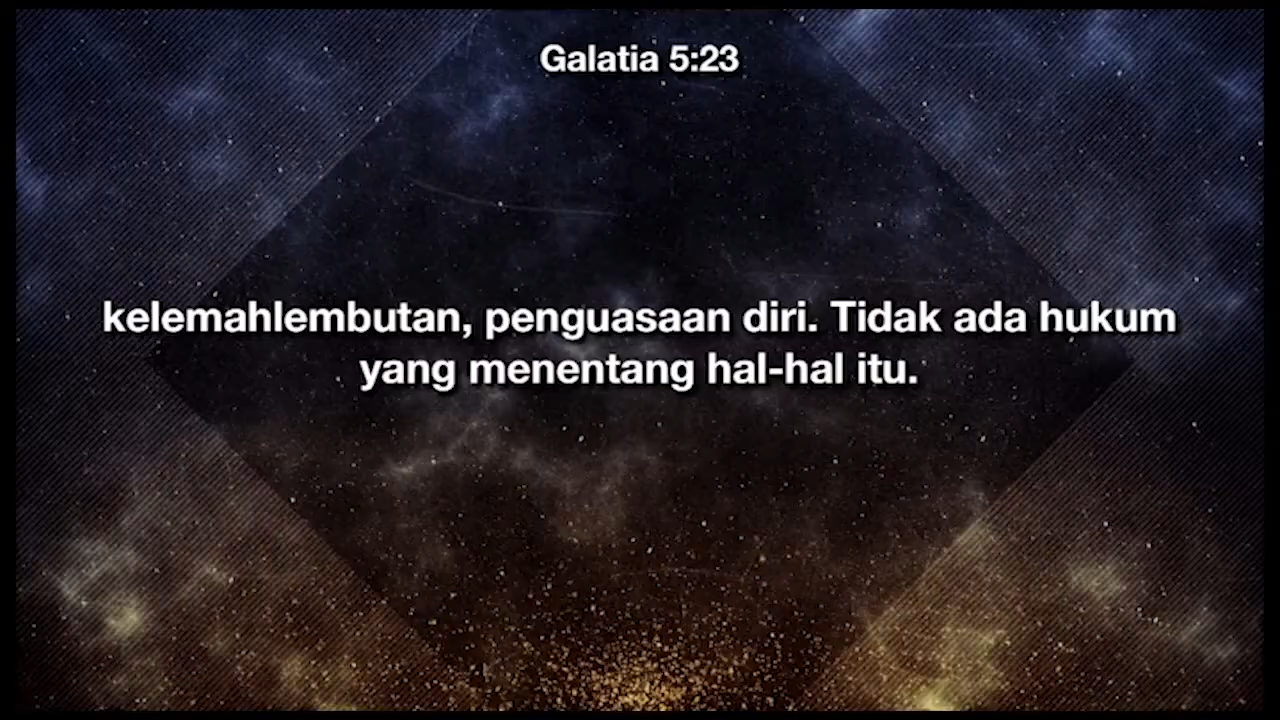 Galatia 5:23
kelemahlembutan, penguasaan diri. Tidak ada hukum
yang menentang hal-hal itu.